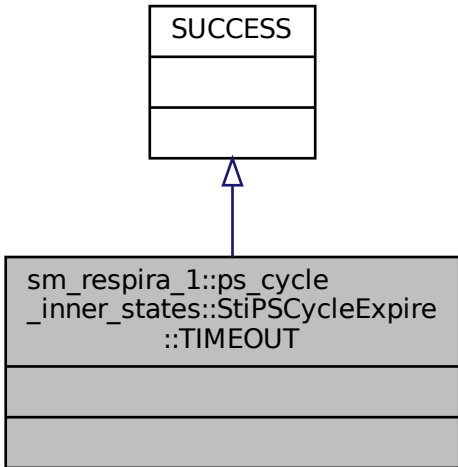 SUCCESS
sm_respira_1::ps_cycle
_inner_states::StiPSCycleExpire
::TIMEOUT